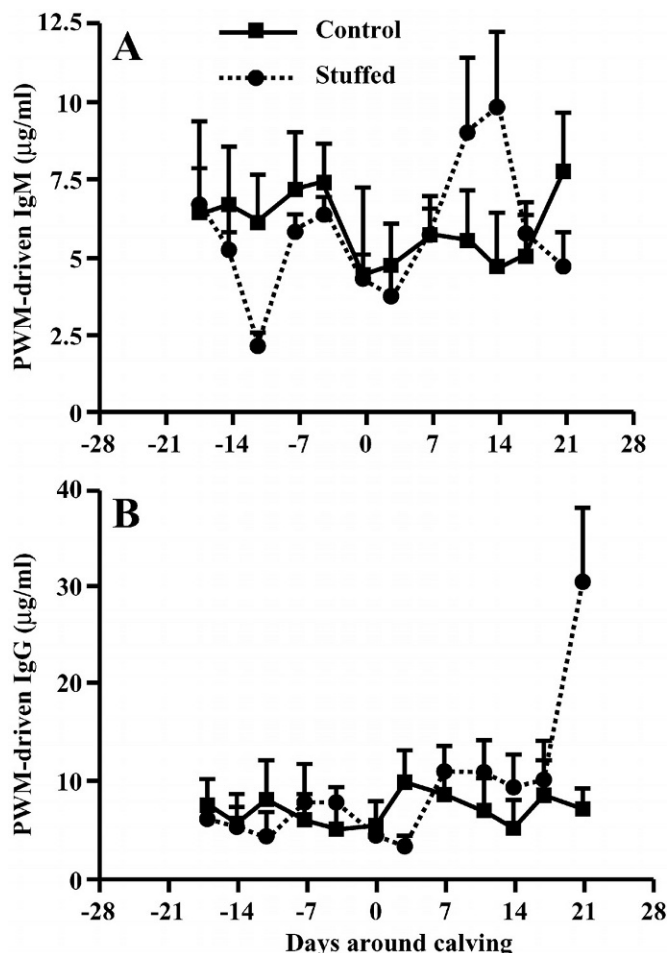 A
Control
Stuffed
PWM-driven IgM (µg/ml)
12.5
10
7.5
5
2.5
0
-28 -21 -14 -7 0 7 14 21 28
B
PWM-driven IgG (µg/ml)
40
30
20
10
0
-28 -21 -14 -7 0 7 14 21 28
Days around calving